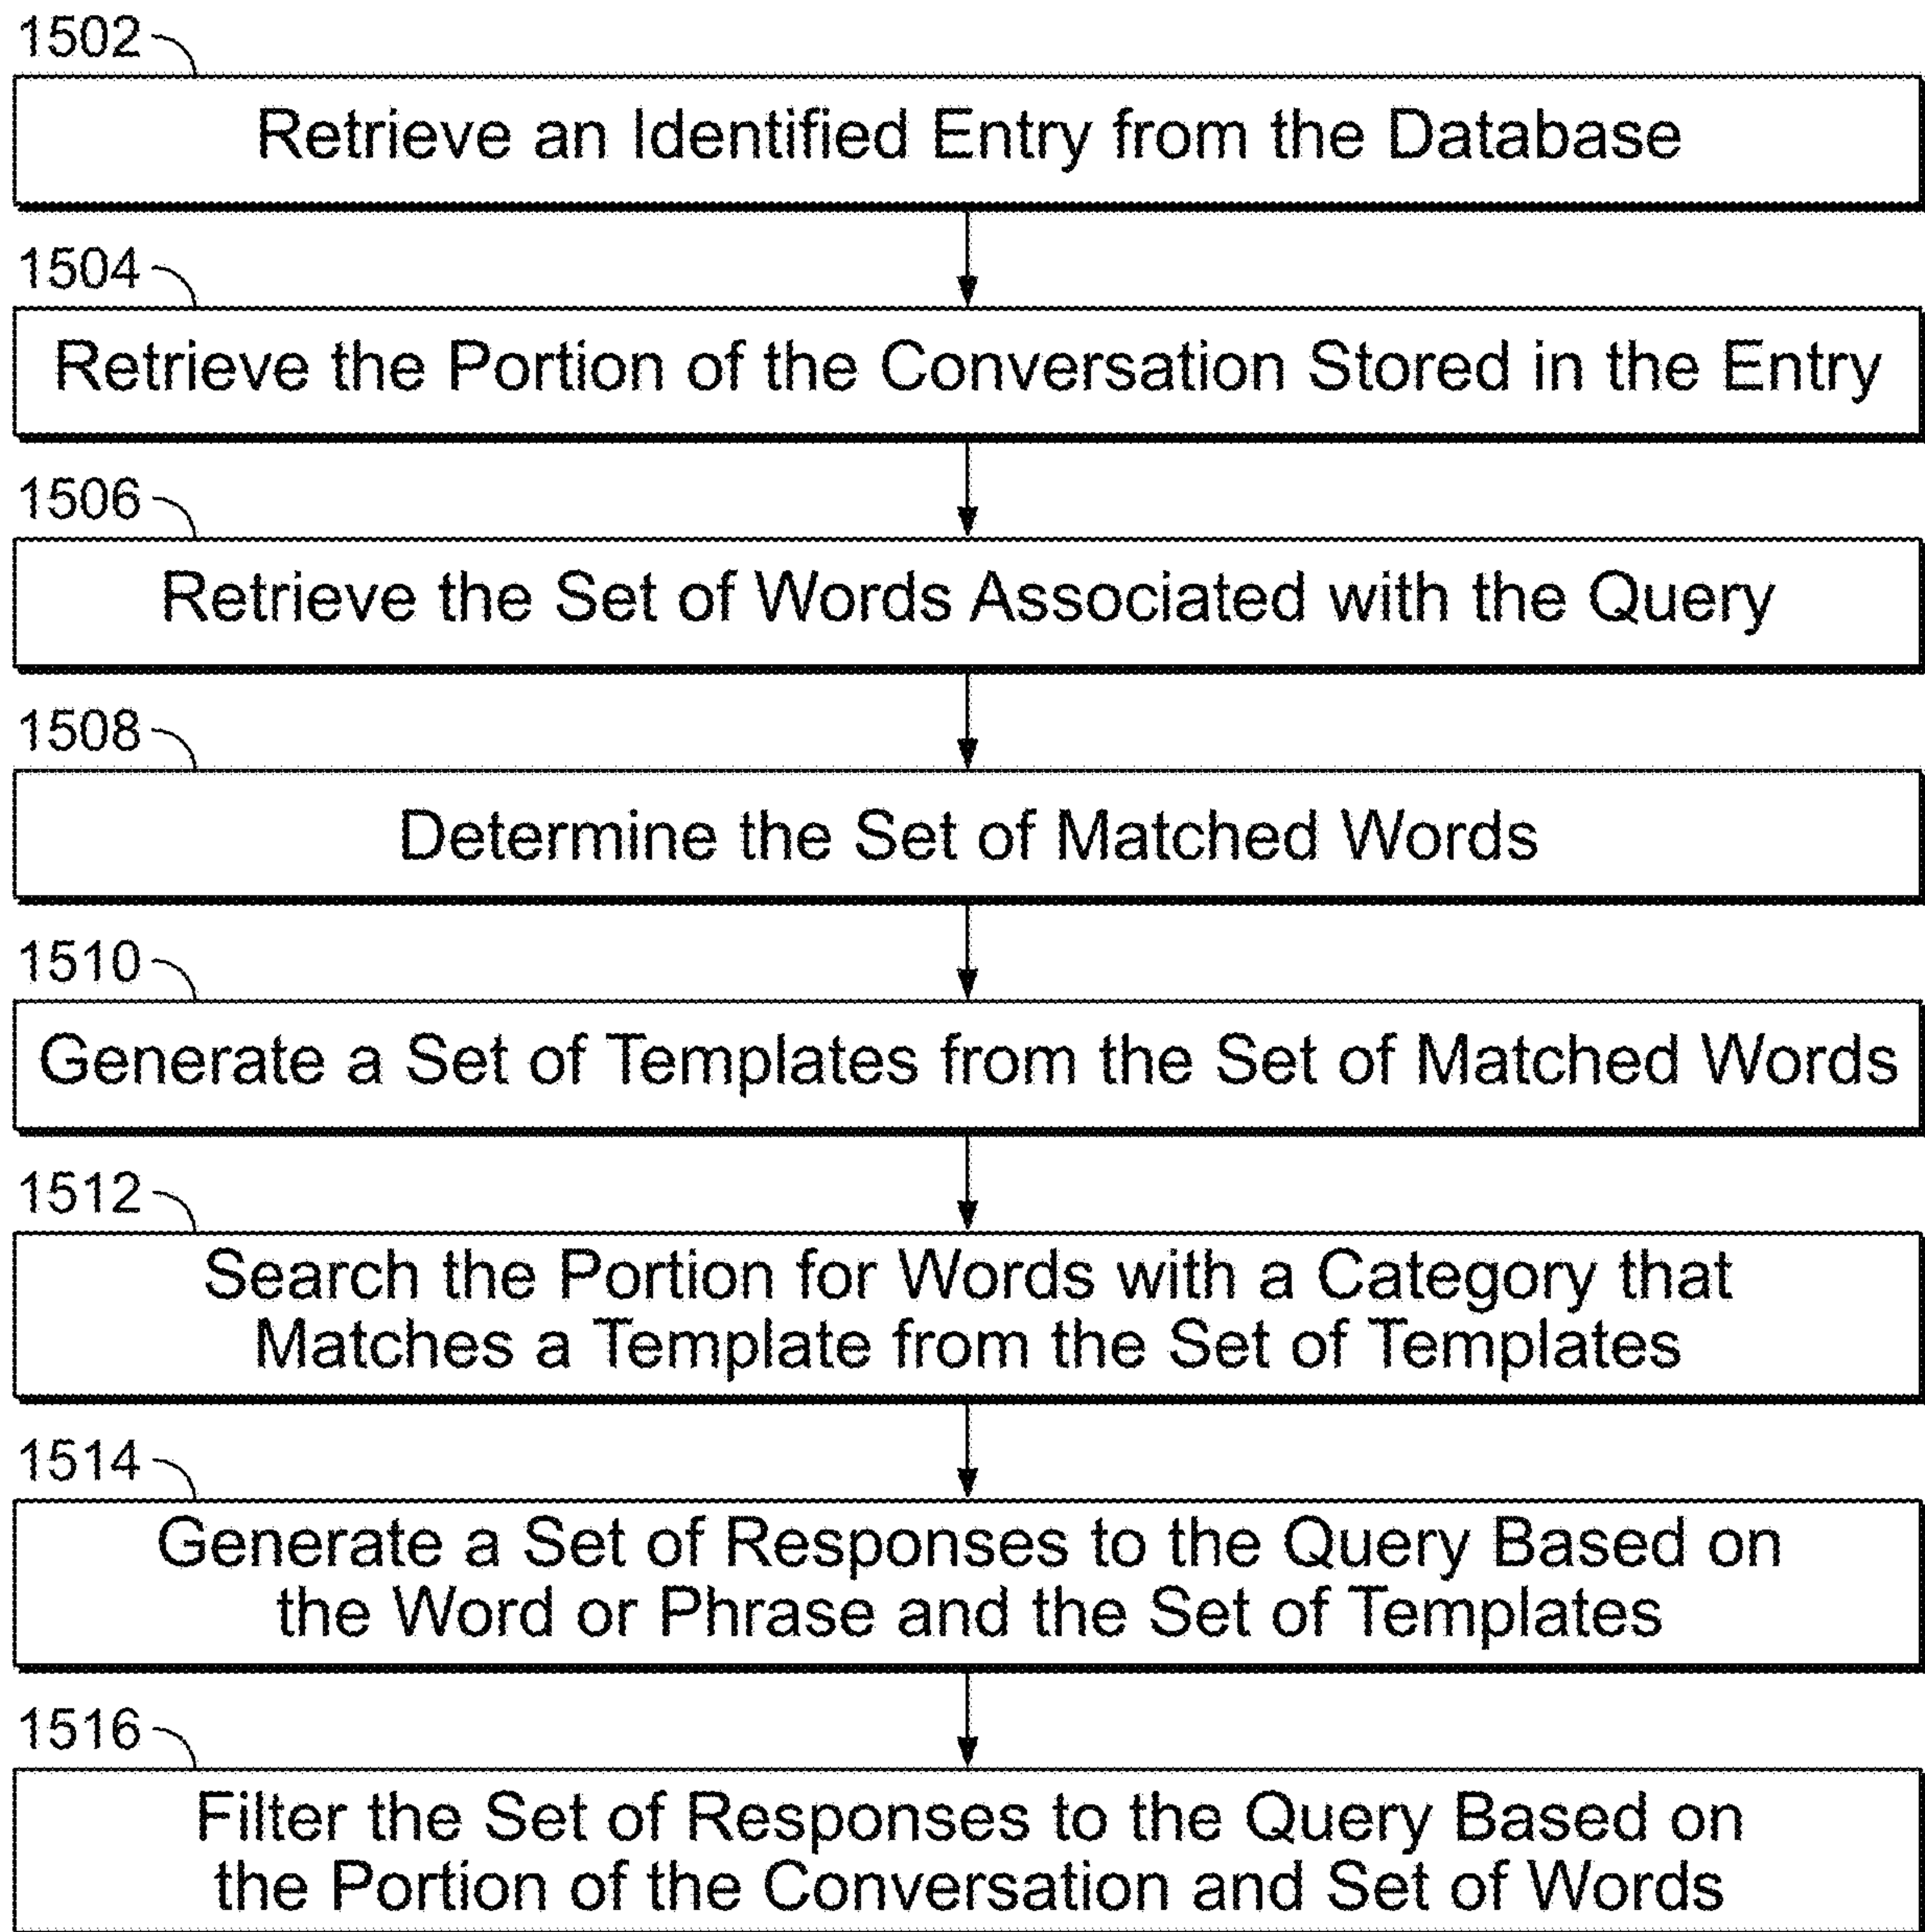 1502
Retrieve an Identified Entry from the Database
1504
Retrieve the Portion of the Conversation Stored in the Entry
1506
Retrieve the Set of Words Associated with the Query
1508
Determine the Set of Matched Words
1510
Generate a Set of Templates from the Set of Matched Words
1512
Search the Portion for Words with a Category that
Matches a Template from the Set of Templates
1514
Generate a Set of Responses to the Query Based on
the Word or Phrase and the Set of Templates
1516
Filter the Set of Responses to the Query Based on
the Portion of the Conversation and Set of Words